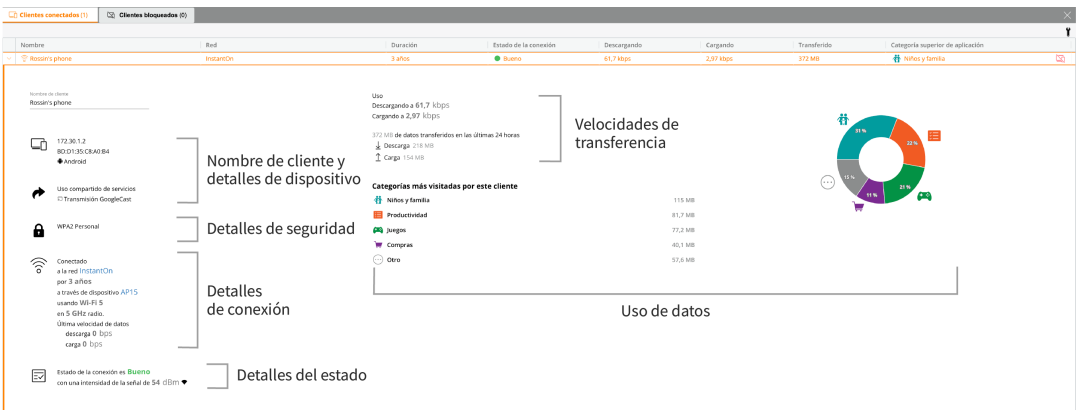 Clientes conectados (1)
Clientes bloqueados (0)
Nombre Red Duración Estado de la conexión Descargando Cargando Transferido Categoría superior de aplicación
Rossin's phone InstantOn 3 años Bueno 61,7 kbps 2,97 kbps 372 MB Niños y familia
Nombre de cliente
Rossin's phone
172.30.1.2
BD:D1:35:C8:A0:B4
Android
Uso compartido de servicios
Transmisión GoogleCast
Nombre de cliente y
detalles de dispositivo
WPA2 Personal
Detalles de seguridad
Conectado
a la red InstantOn
por 3 años
a través de dispositivo AP15
usando WI-FI 5
en 5 GHz radio.
Última velocidad de datos
descarga 0 bps
carga 0 bps
Detalles
de conexión
Estado de la conexión es Bueno
con una intensidad de la señal de 54 dBm
Detalles del estado
Uso
Descargando a 61,7 kbps
Cargando a 2,97 kbps
372 MB de datos transferidos en las últimas 24 horas
Descarga 218 MB
Carga 154 MB
Velocidades de
transferencia
Categorías más visitadas por este cliente
Niños y familia 115 MB
Productividad 81,7 MB
Juegos 77,2 MB
Compras 40,1 MB
Otro 57,6 MB
31 %
22 %
21 %
11 %
15 %
Uso de datos